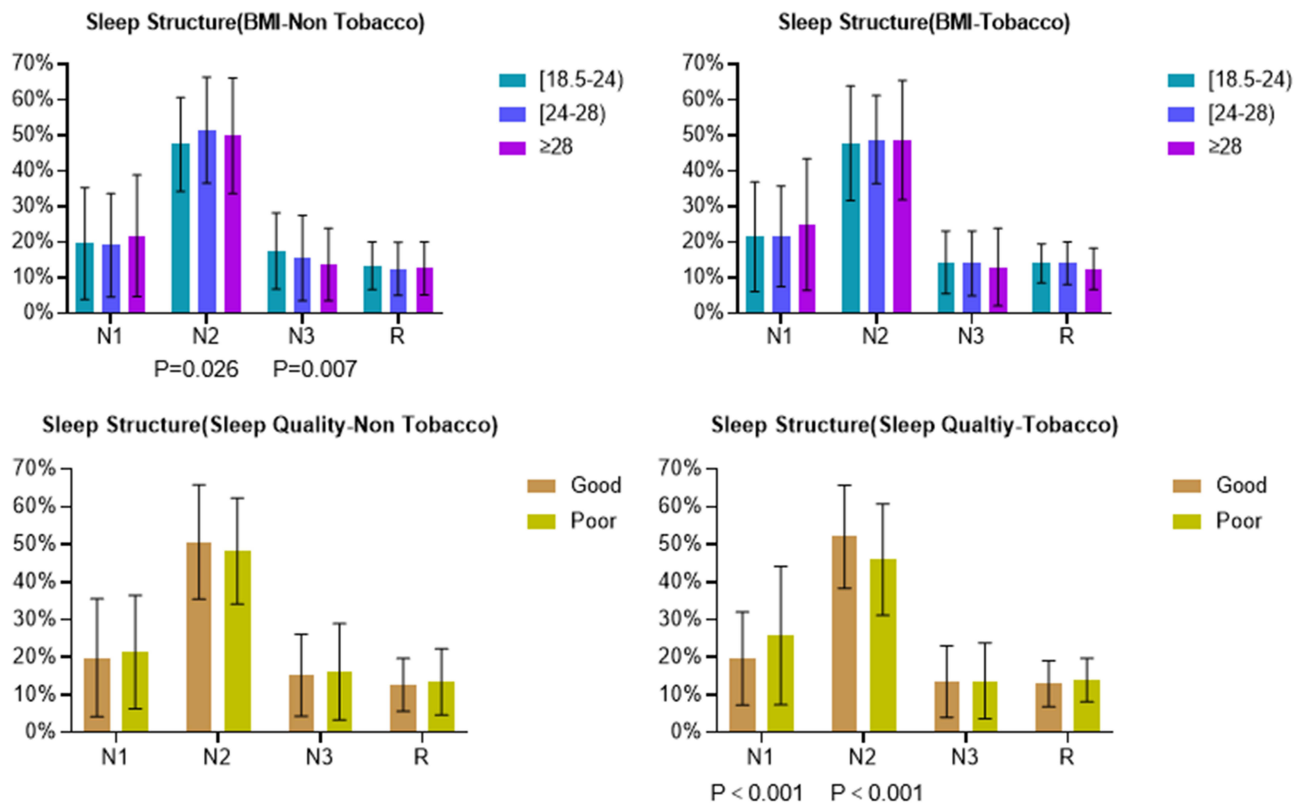 Sleep Structure(BMI-Non Tobacco)
70%
60%
50%
40%
30%
20%
10%
0%
N1 N2 N3 R
P=0.026 P=0.007
[18.5-24)
[24-28)
≥28
Sleep Structure(BMI-Tobacco)
70%
60%
50%
40%
30%
20%
10%
0%
N1 N2 N3 R
[18.5-24)
[24-28)
≥28
Sleep Structure(Sleep Quality-Non Tobacco)
70%
60%
50%
40%
30%
20%
10%
0%
N1 N2 N3 R
Good
Poor
Sleep Structure(Sleep Qualtiy-Tobacco)
70%
60%
50%
40%
30%
20%
10%
0%
N1 N2 N3 R
P < 0.001 P < 0.001
Good
Poor